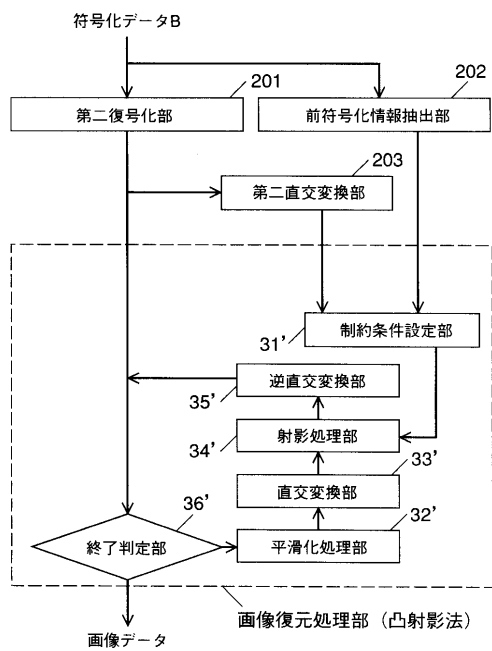 符号化データB
201
第二復号化部
202
前符号化情報抽出部
203
第二直交変換部
制約条件設定部
31’
逆直交変換部
35’
射影処理部
34’
33’
直交変換部
32’
36’
終了判定部
平滑化処理部
画像復元処理部（凸射影法）
画像データ